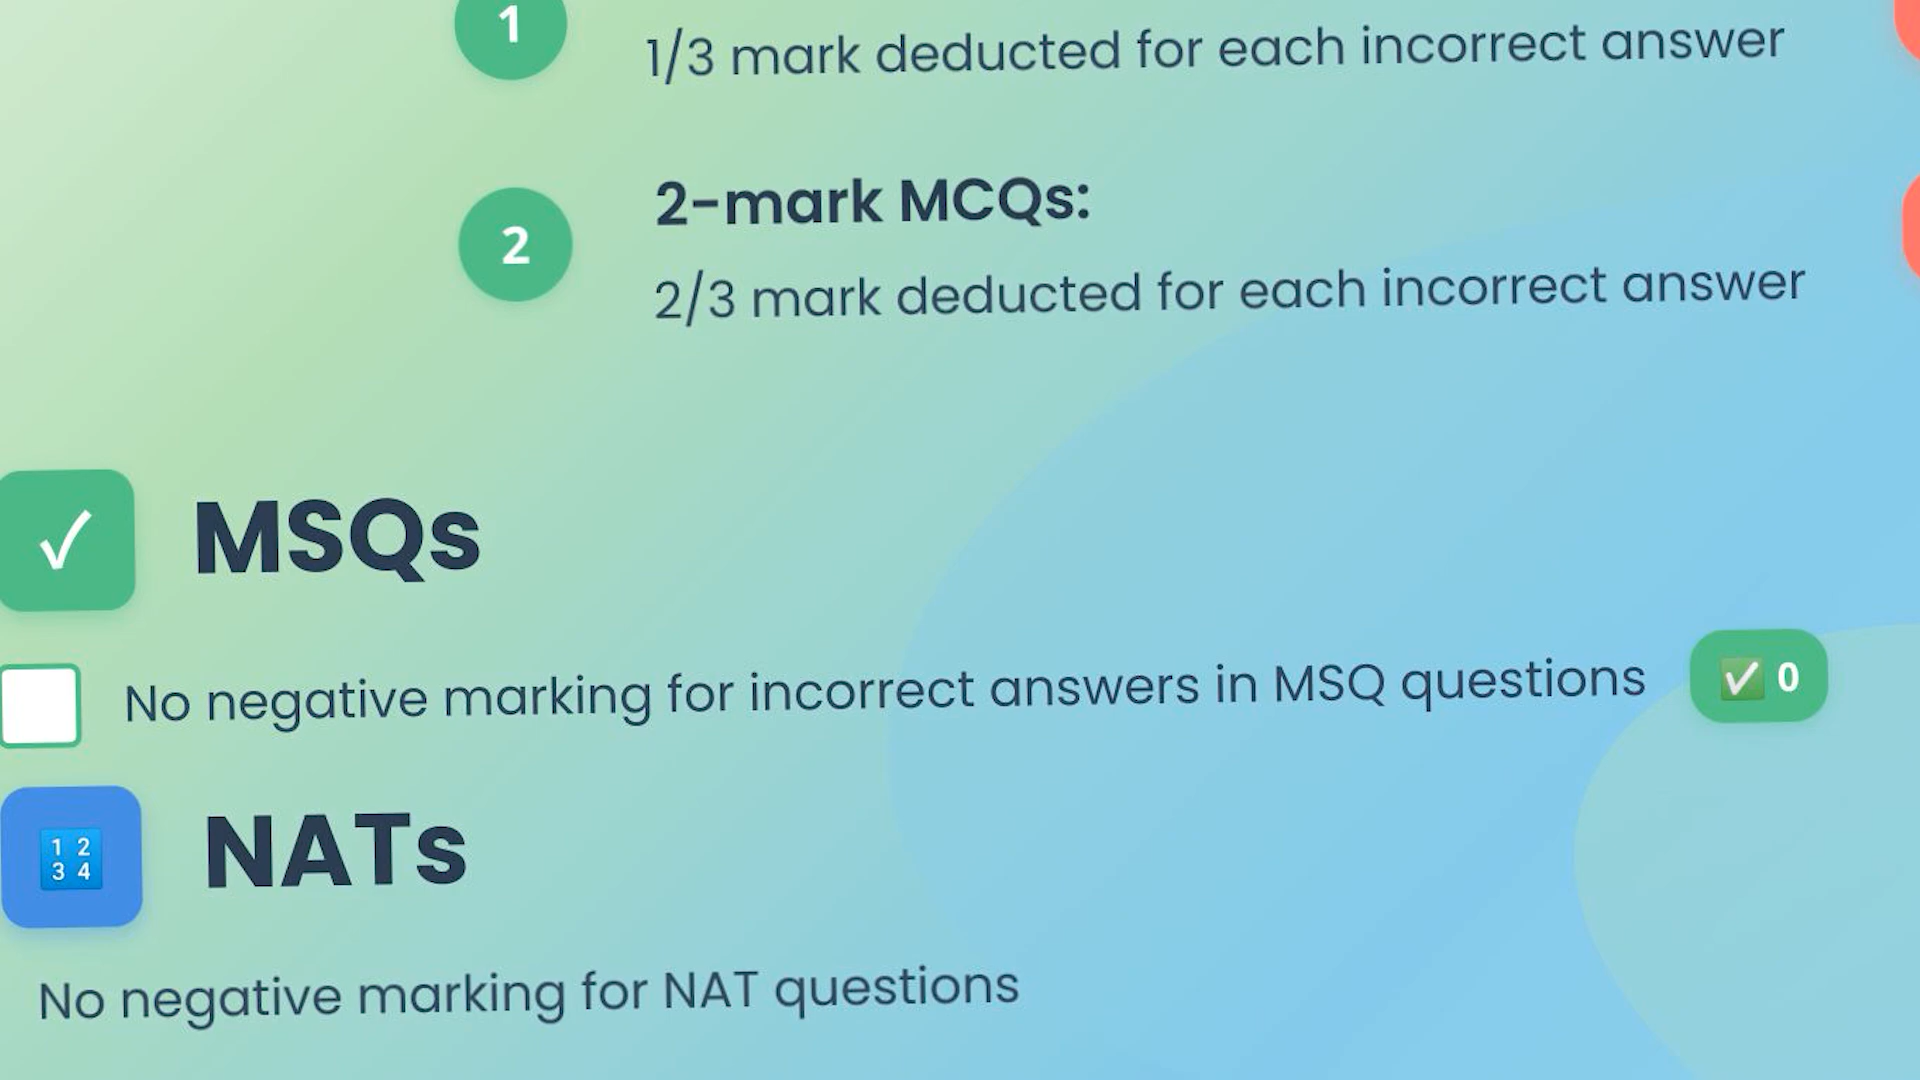 1
1/3 mark deducted for each incorrect answer
2
2-mark MCQs:
2/3 mark deducted for each incorrect answer
✓ MSQs
No negative marking for incorrect answers in MSQ questions ✅ 0
1 2
3 4
NATs
No negative marking for NAT questions